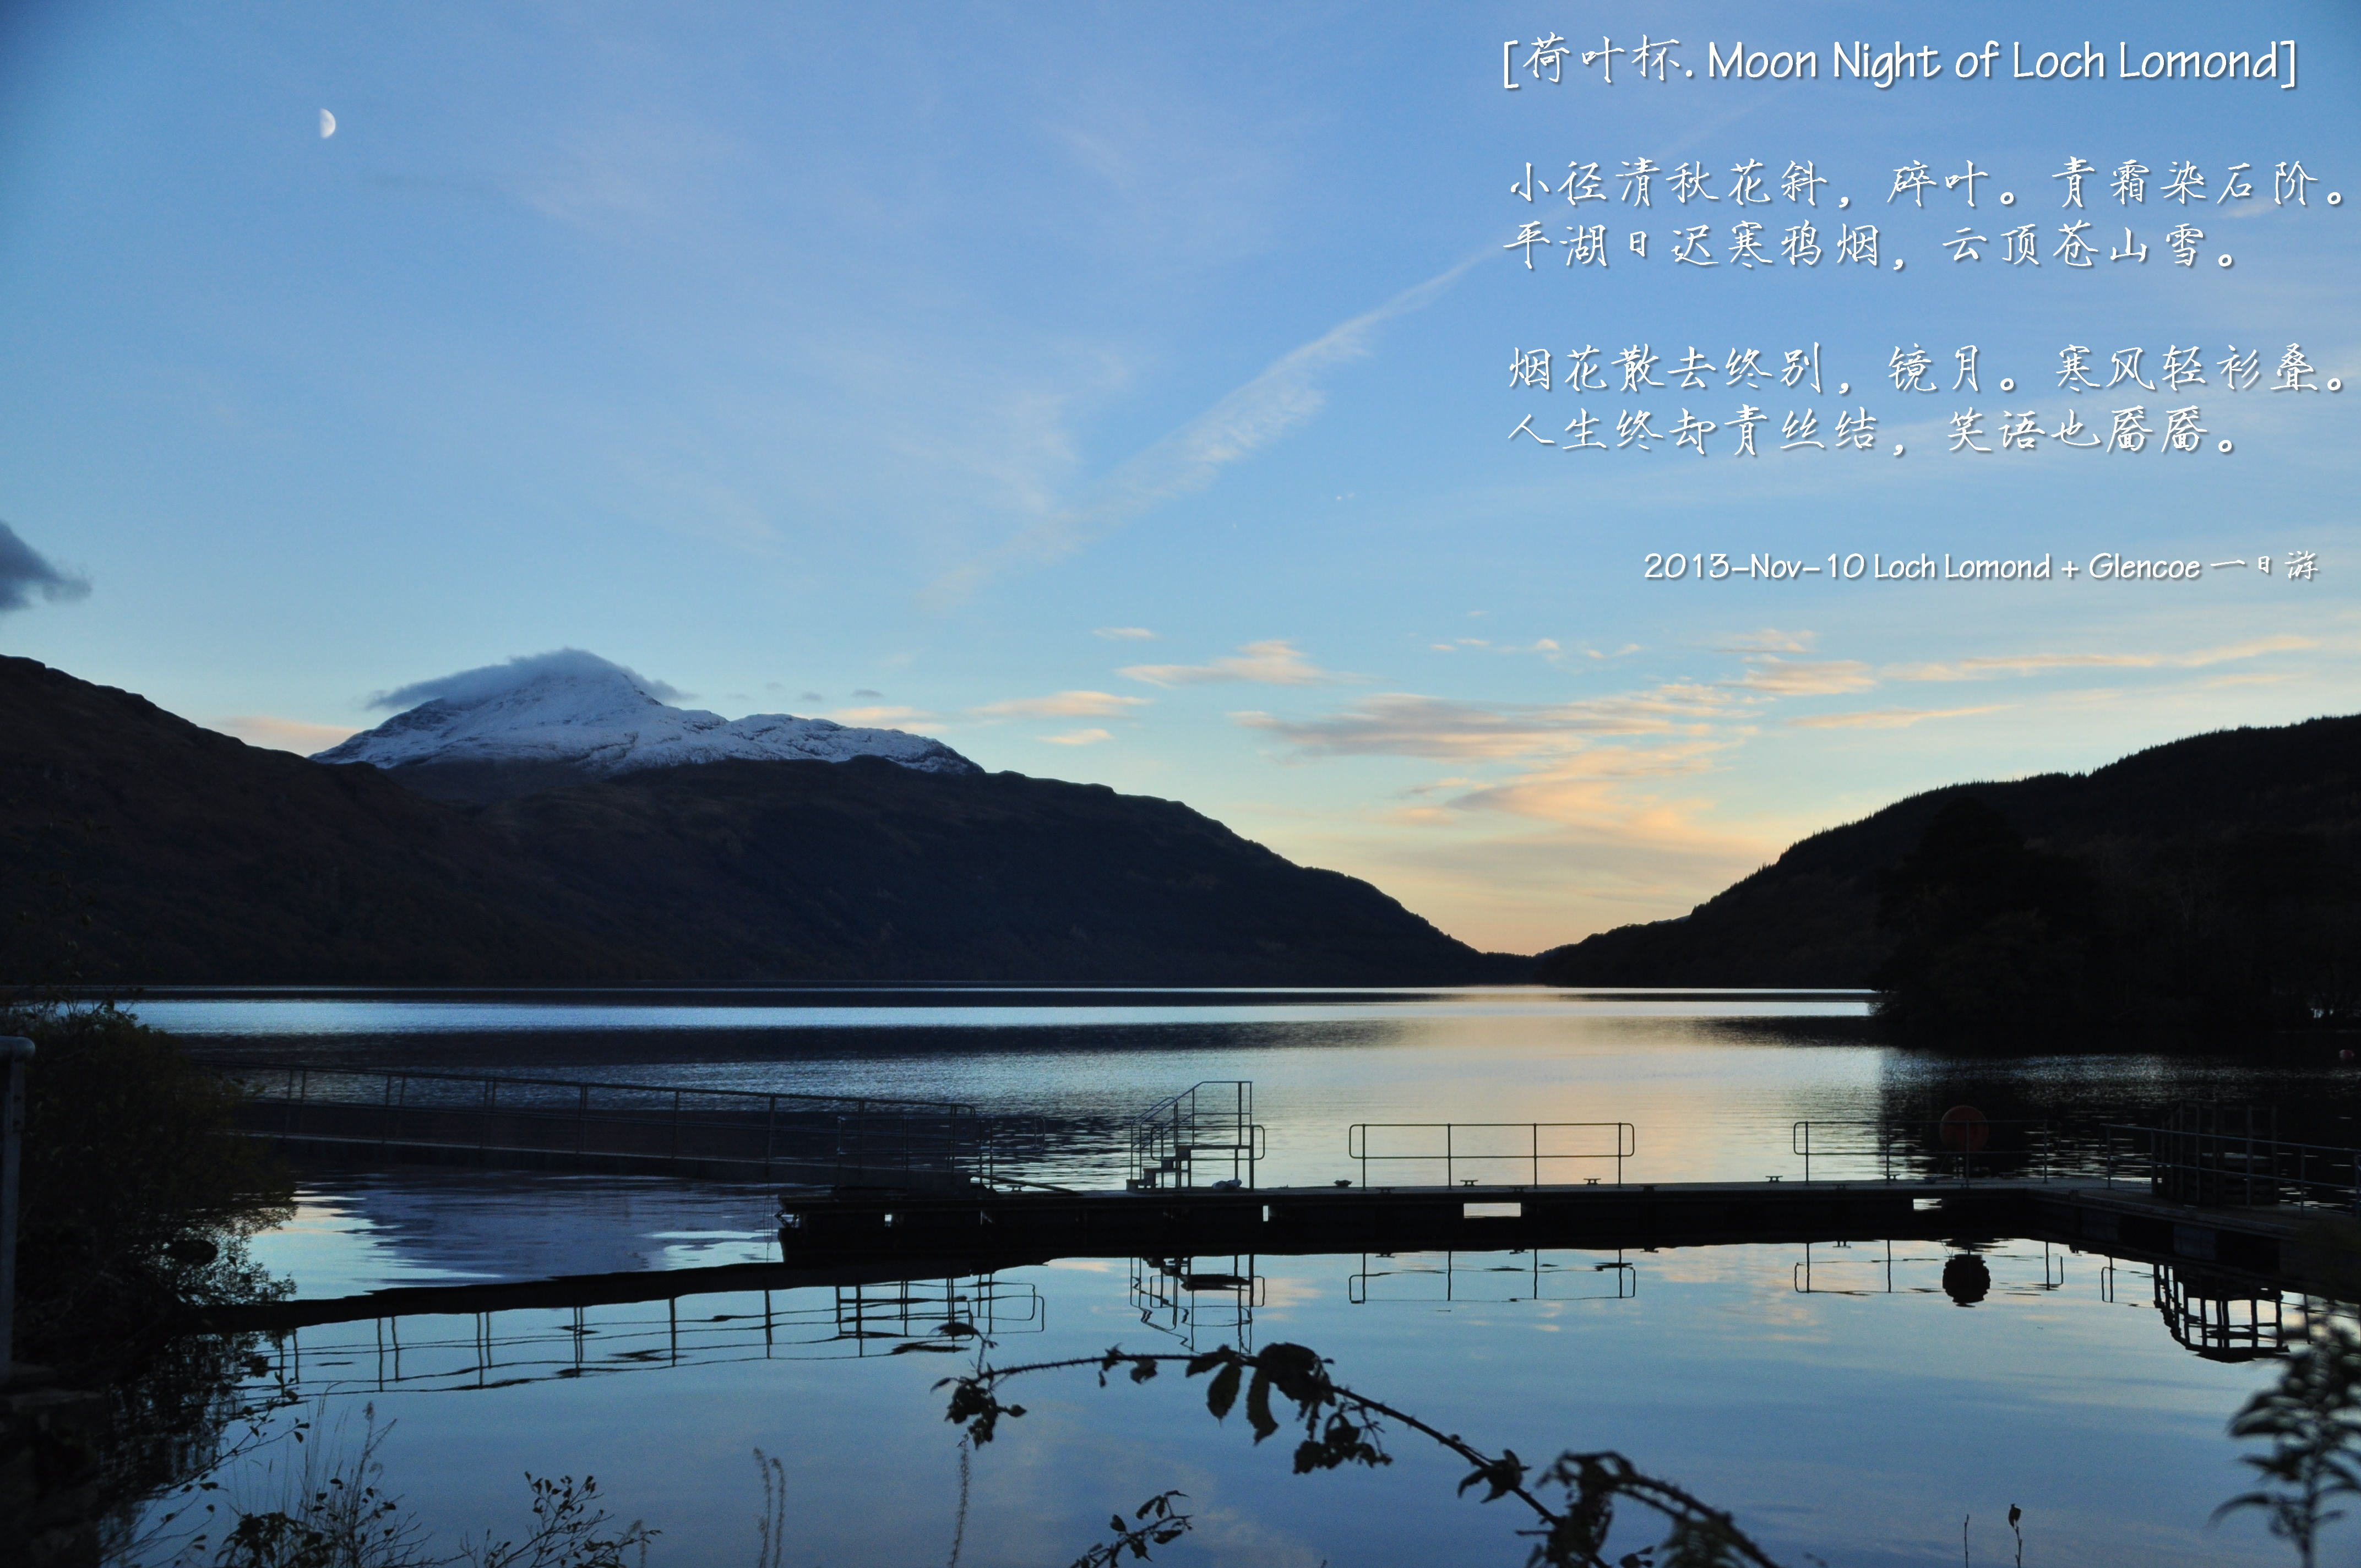 [荷叶杯. Moon Night of Loch Lomond]
小径清秋花斜，碎叶。青霜染石阶。
平湖日迟寒鸦烟，云顶苍山雪。
烟花散去终别，镜月。寒风轻衫叠。
人生终却青丝结，笑语也靥靥。
2013-Nov-10 Loch Lomond + Glencoe 一日游